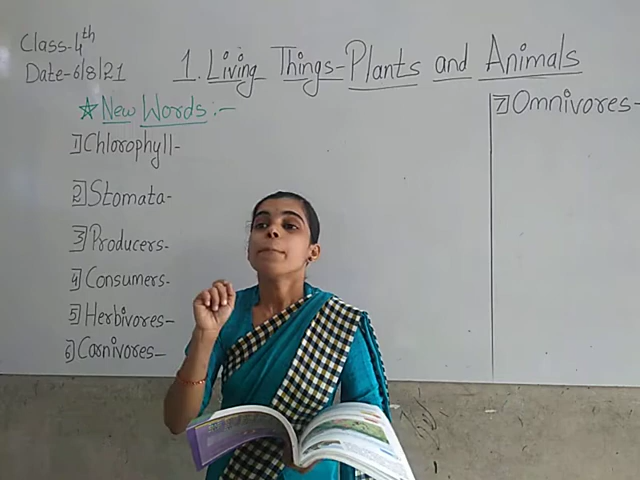 Class-4th
Date-6/8/21
1. Living Things-Plants and Animals
☆ New Words:-
1] Chlorophyll-
2] Stomata-
3] Producers-
4] Consumers-
5] Herbivores-
6] Carnivores-
7] Omnivores-